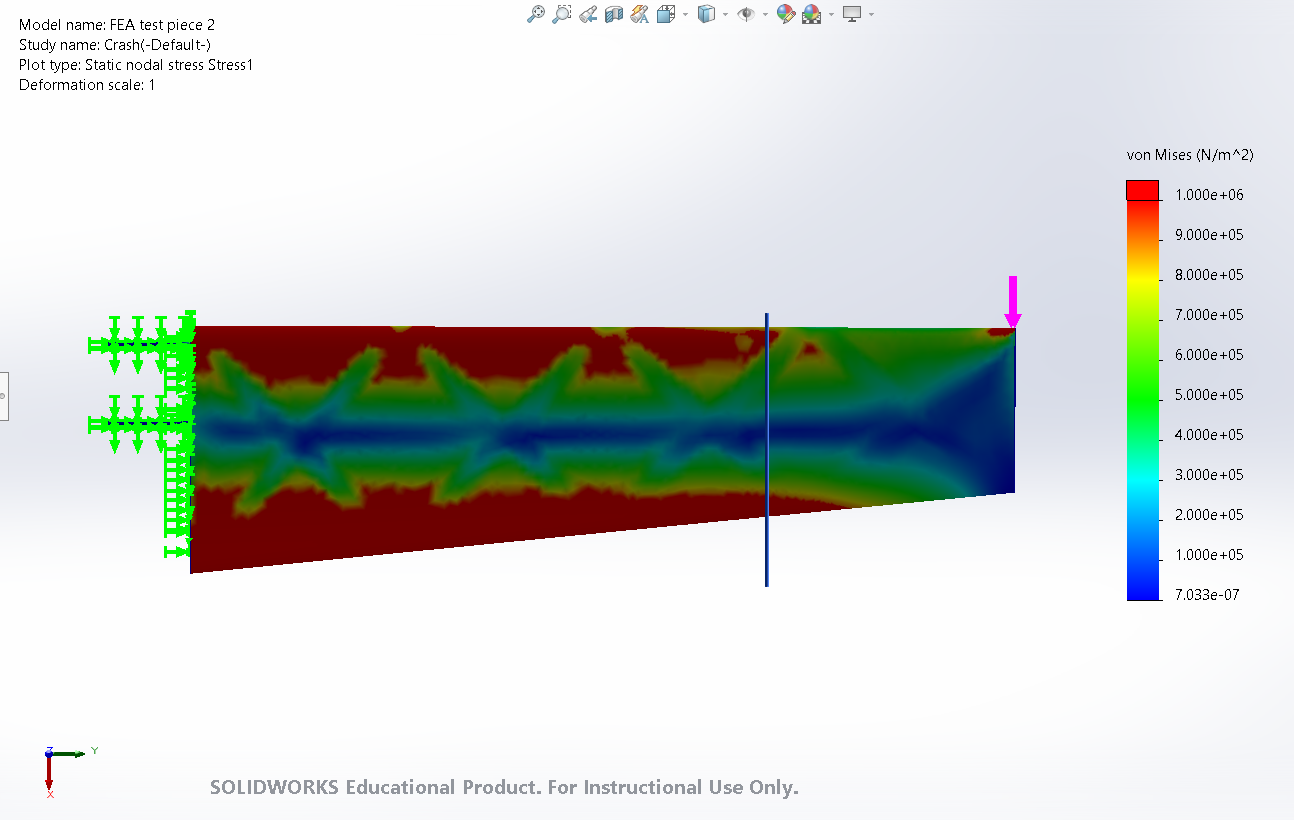 Model name: FEA test piece 2
Study name: Crash(-Default-)
Plot type: Static nodal stress Stress1
Deformation scale: 1
von Mises (N/m^2)
1.000e+06
9.000e+05
8.000e+05
7.000e+05
6.000e+05
5.000e+05
4.000e+05
3.000e+05
2.000e+05
1.000e+05
7.033e-07
Z
Y
X
SOLIDWORKS Educational Product. For Instructional Use Only.